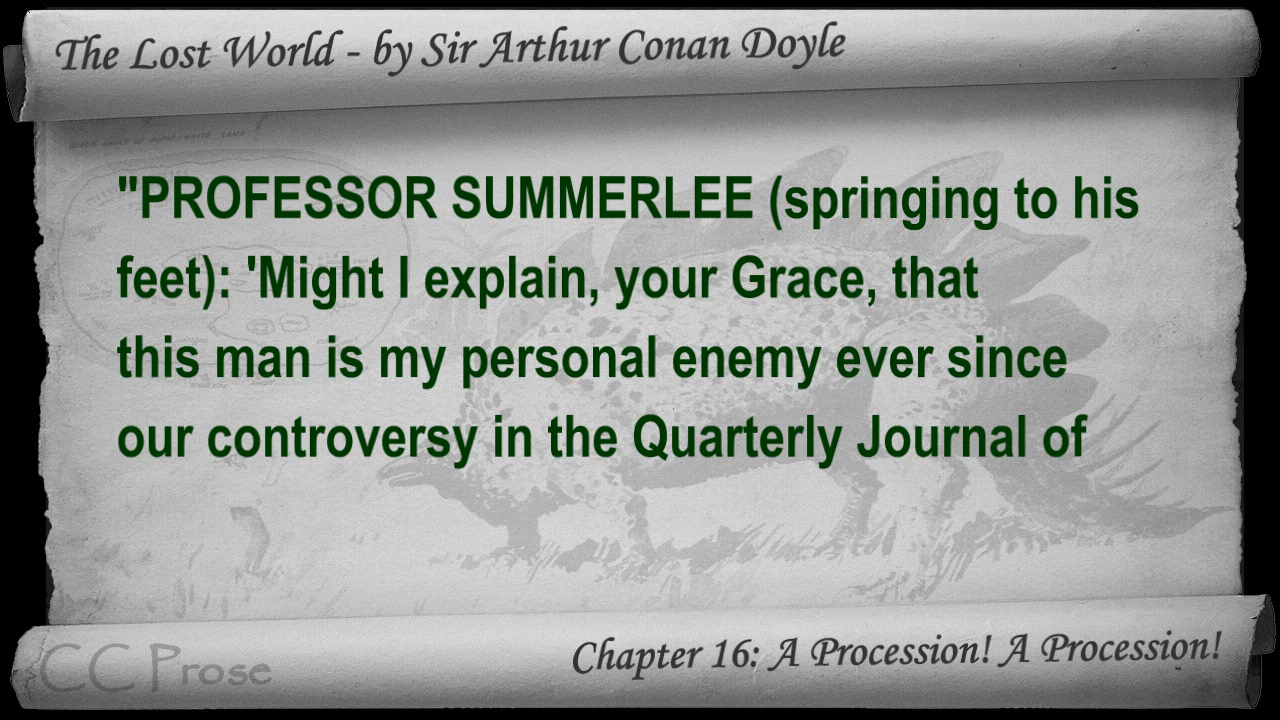 The Lost World - by Sir Arthur Conan Doyle
"PROFESSOR SUMMERLEE (springing to his
feet): 'Might I explain, your Grace, that
this man is my personal enemy ever since
our controversy in the Quarterly Journal of
CC Prose
Chapter 16: A Procession! A Procession!